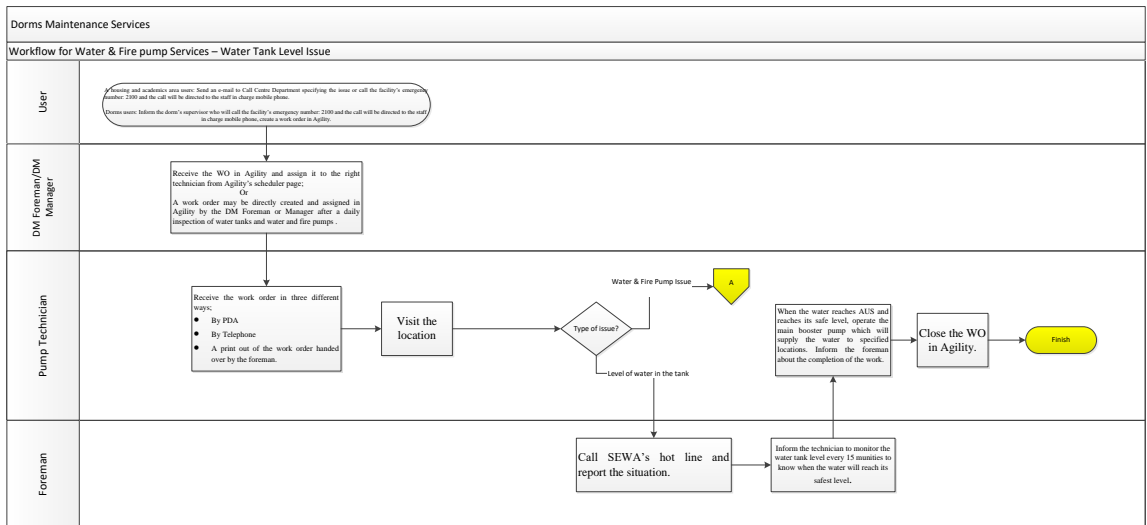 Dorms Maintenance Services
Workflow for Water & Fire pump Services – Water Tank Level Issue
User
A housing and academics area users: Send an e-mail to Call Centre Department specifying the issue or call the facility's emergency
number: 2100 and the call will be directed to the staff in charge mobile phone.
Dorms users: Inform the dorm's supervisor who will call the facility's emergency number: 2100 and the call will be directed to the staff
in charge mobile phone, create a work order in Agility.
DM Foreman/DM
Manager
Receive the WO in Agility and assign it to the right
technician from Agility's scheduler page;
Or
A work order may be directly created and assigned in
Agility by the DM Foreman or Manager after a daily
inspection of water tanks and water and fire pumps .
Pump Technician
Receive the work order in three different
ways;
● By PDA
● By Telephone
● A print out of the work order handed
over by the foreman.
Visit the
location
Type of issue?
Water & Fire Pump Issue
A
Level of water in the tank
When the water reaches AUS and
reaches its safe level, operate the
main booster pump which will
supply the water to specified
locations. Inform the foreman
about the completion of the work.
Close the WO
in Agility.
Finish
Foreman
Call SEWA's hot line and
report the situation.
Inform the technician to monitor the
water tank level every 15 munities to
know when the water will reach its
safest level.